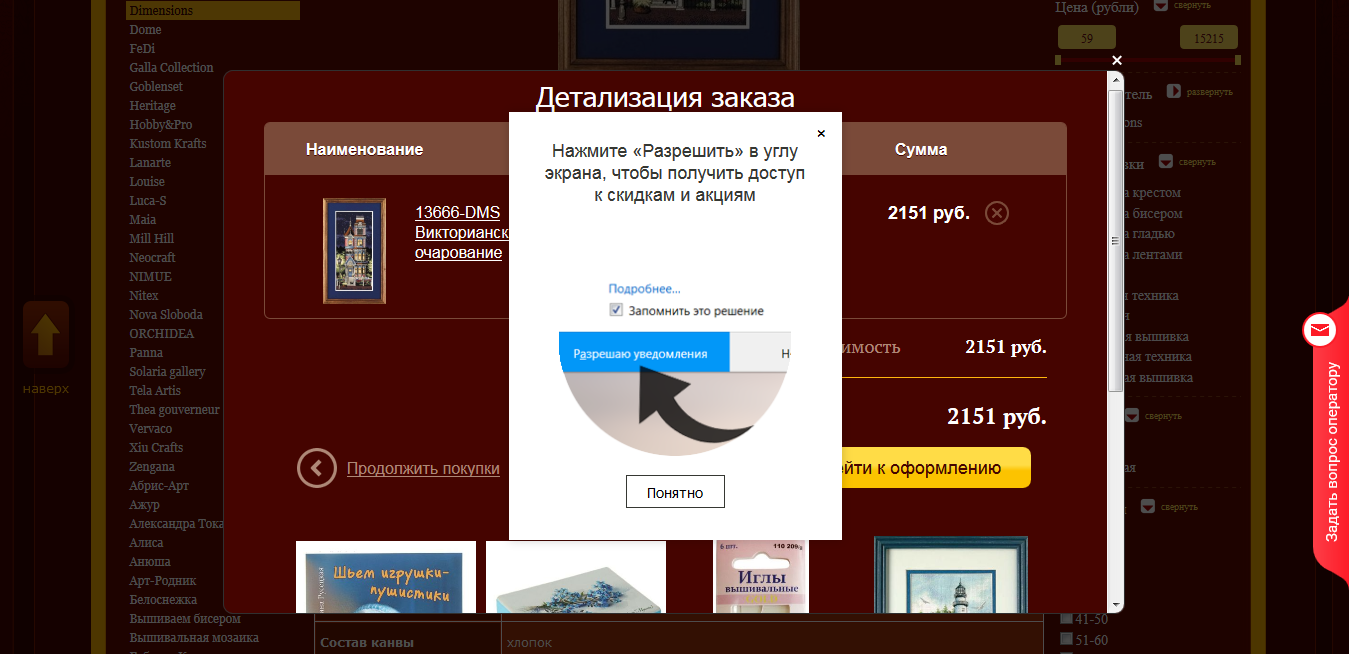 Dimensions
Dome
FeDi
Galla Collection
Goblenset
Heritage
Hobby&Pro
Kustom Krafts
Lanarte
Louise
Luca-S
Maia
Mill Hill
Neocraft
NIMUE
Nitex
Nova Sloboda
ORCHIDEA
Panna
Solaria gallery
Tela Artis
Thea gouverneur
Vervaco
Xiu Crafts
Zengana
Абрис-Арт
Ажур
Александра Тока
Алиса
Анюша
Арт-Родник
Белоснежка
Вышиваем бисером
Вышивальная мозаика
наверх
Детализация заказа
Наименование
Сумма
13666-DMS
Викторианск
очарование
2151 руб.
имость
2151 руб.
2151 руб.
Продолжить покупки
ейти к оформлению
Нажмите «Разрешить» в углу
экрана, чтобы получить доступ
к скидкам и акциям
Подробнее...
Запомнить это решение
Разрешаю уведомления
Понятно
Шьем игрушки-
пушистики
6 шт.
Иглы
вышивальные
Состав канвы
хлопок
Цена (рубли)
свернуть
59
15215
тель
развернуть
ons
вки
свернуть
а крестом
а бисером
а гладью
а лентами
я техника
я вышивка
ная техника
ая вышивка
свернуть
ая
свернуть
41-50
51-60
Задать вопрос оператору